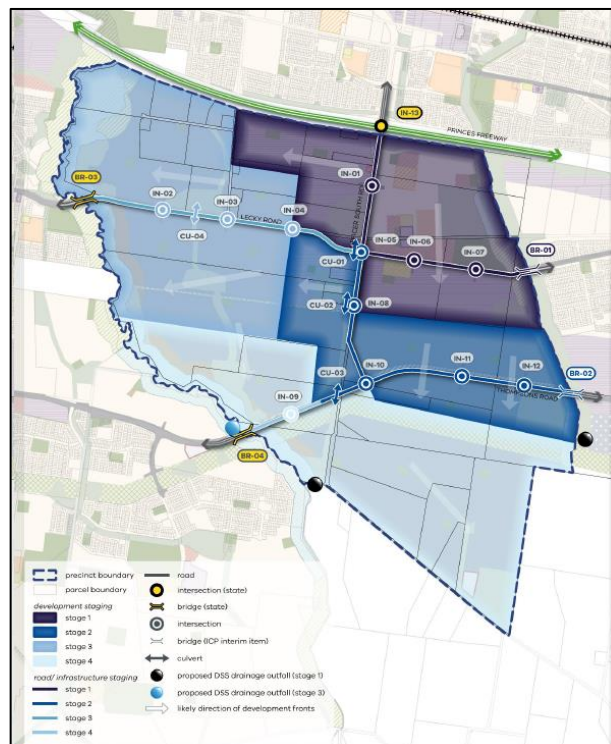 IN-13
PRINCES FREEWAY
BR-03
IN-01
IN-02
IN-03
IN-04
LECKY ROAD
CU-04
IN-05
IN-06
IN-07
BR-01
CU-01
CU-02
IN-08
CU-03
IN-10
IN-11
IN-12
BR-02
THOMPSONS ROAD
IN-09
BR-04
precinct boundary
parcel boundary
development staging
stage 1
stage 2
stage 3
stage 4
road/ infrastructure staging
stage 1
stage 2
stage 3
stage 4
road
intersection (state)
bridge (state)
intersection
bridge (ICP interim item)
culvert
proposed DSS drainage outfall (stage 1)
proposed DSS drainage outfall (stage 3)
likely direction of development fronts